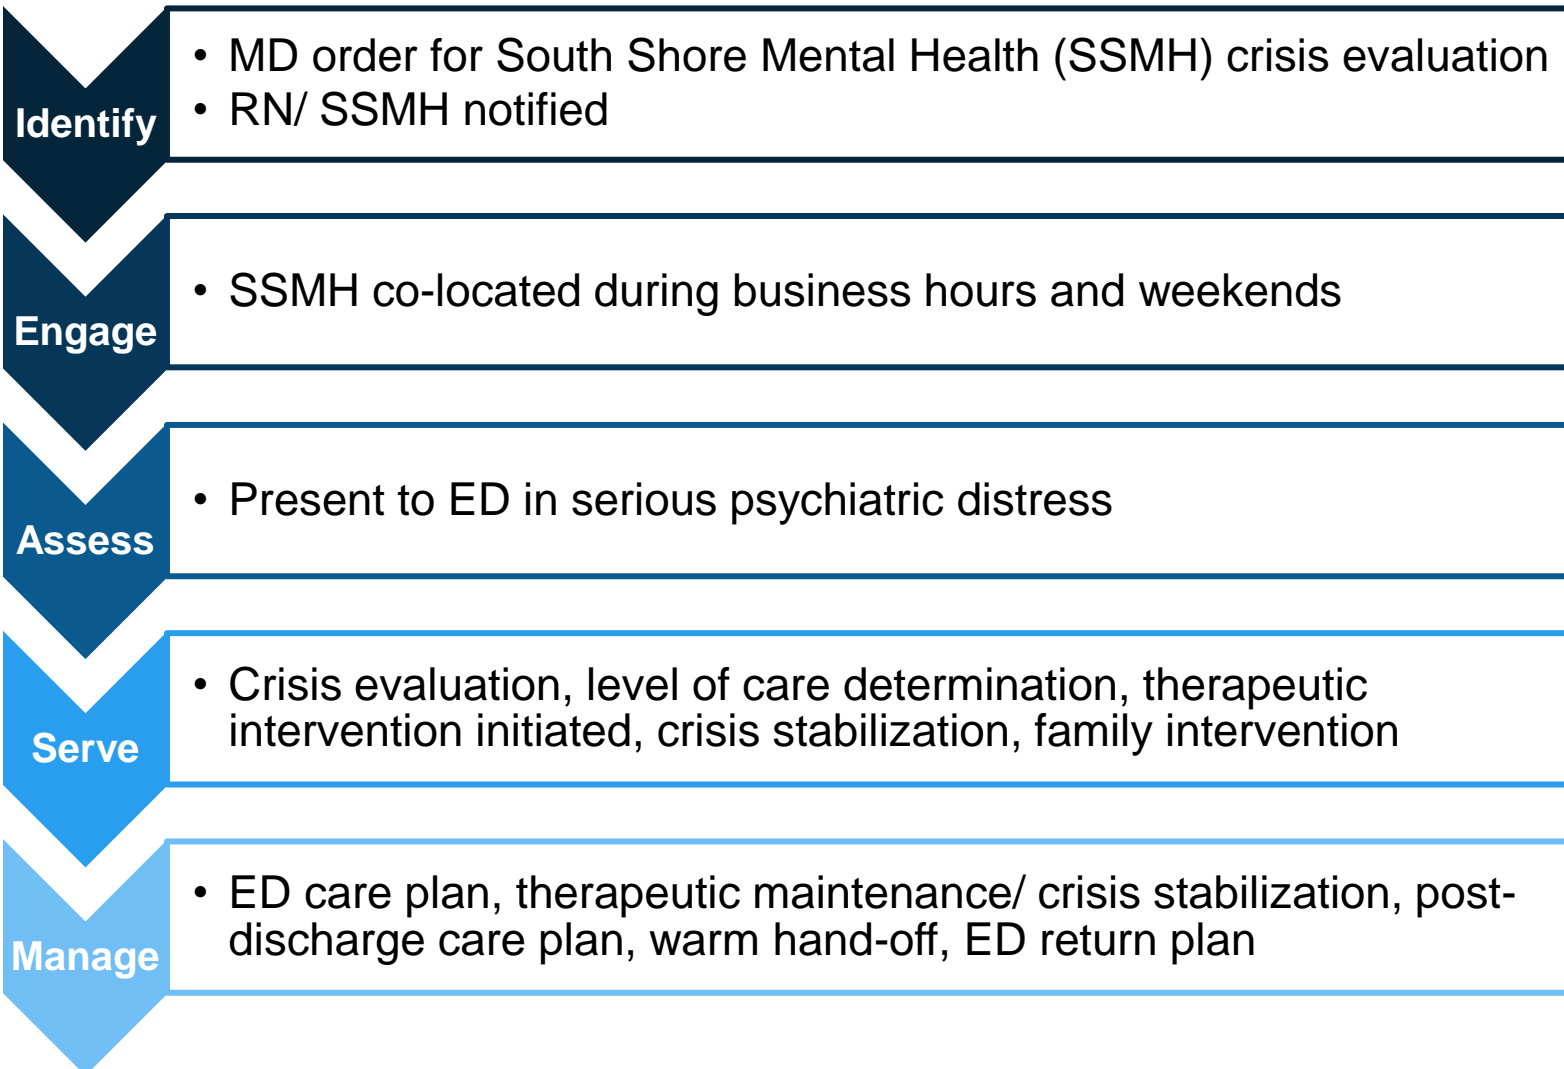 Identify
• MD order for South Shore Mental Health (SSMH) crisis evaluation
• RN/ SSMH notified
Engage
• SSMH co-located during business hours and weekends
Assess
• Present to ED in serious psychiatric distress
Serve
• Crisis evaluation, level of care determination, therapeutic
intervention initiated, crisis stabilization, family intervention
Manage
• ED care plan, therapeutic maintenance/ crisis stabilization, post-
discharge care plan, warm hand-off, ED return plan